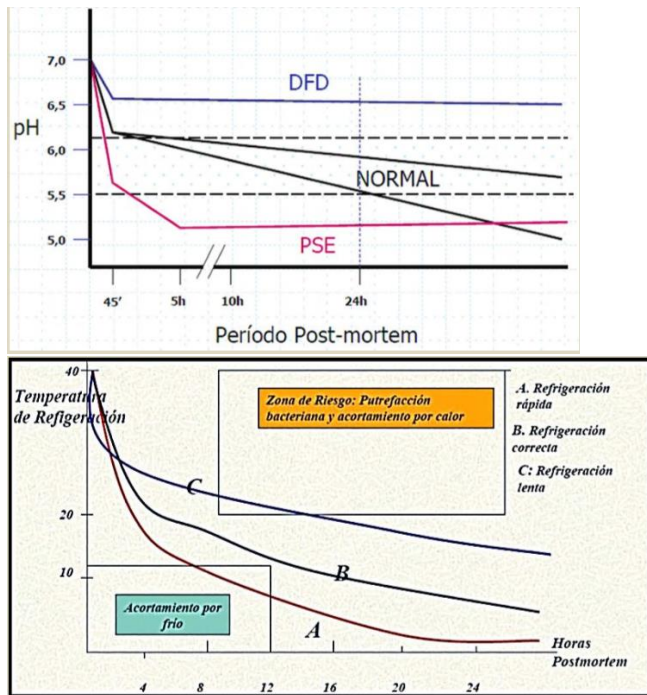 7,0
DFD
6,5
pH
6,0
NORMAL
5,5
5,0
PSE
45'
5h
10h
24h
Período Post-mortem
40
Temperatura
de Refigeración
Zona de Riesgo: Putrefacción
bacteriana y acortamiento por
calor
A. Refrigeración
rápida
B. Refrigeración
correcta
C: Refrigeración
lenta
C
20
B
10
Acortamiento por
frío
A
Horas
Postmortem
4
8
12
16
20
24